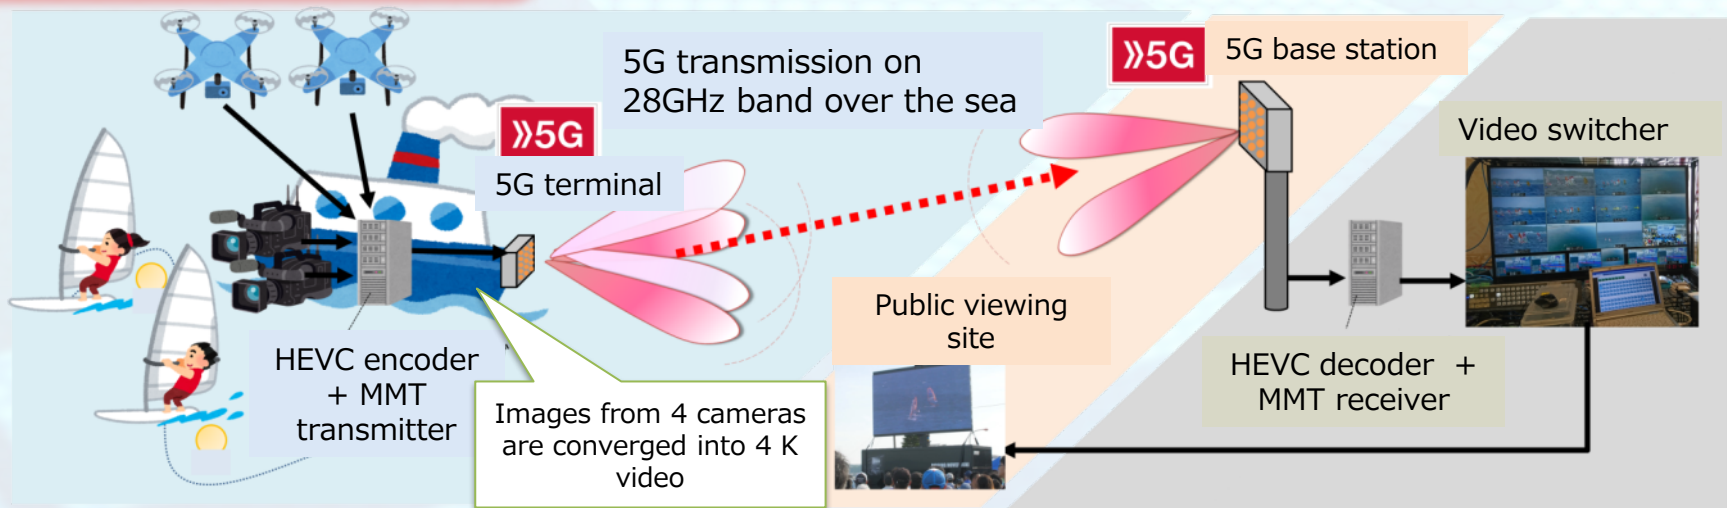 5G transmission on
28GHz band over the sea
»5G
5G terminal
»5G
5G base station
Video switcher
HEVC encoder
+ MMT
transmitter
Images from 4 cameras
are converged into 4 K
video
Public viewing
site
HEVC decoder +
MMT receiver